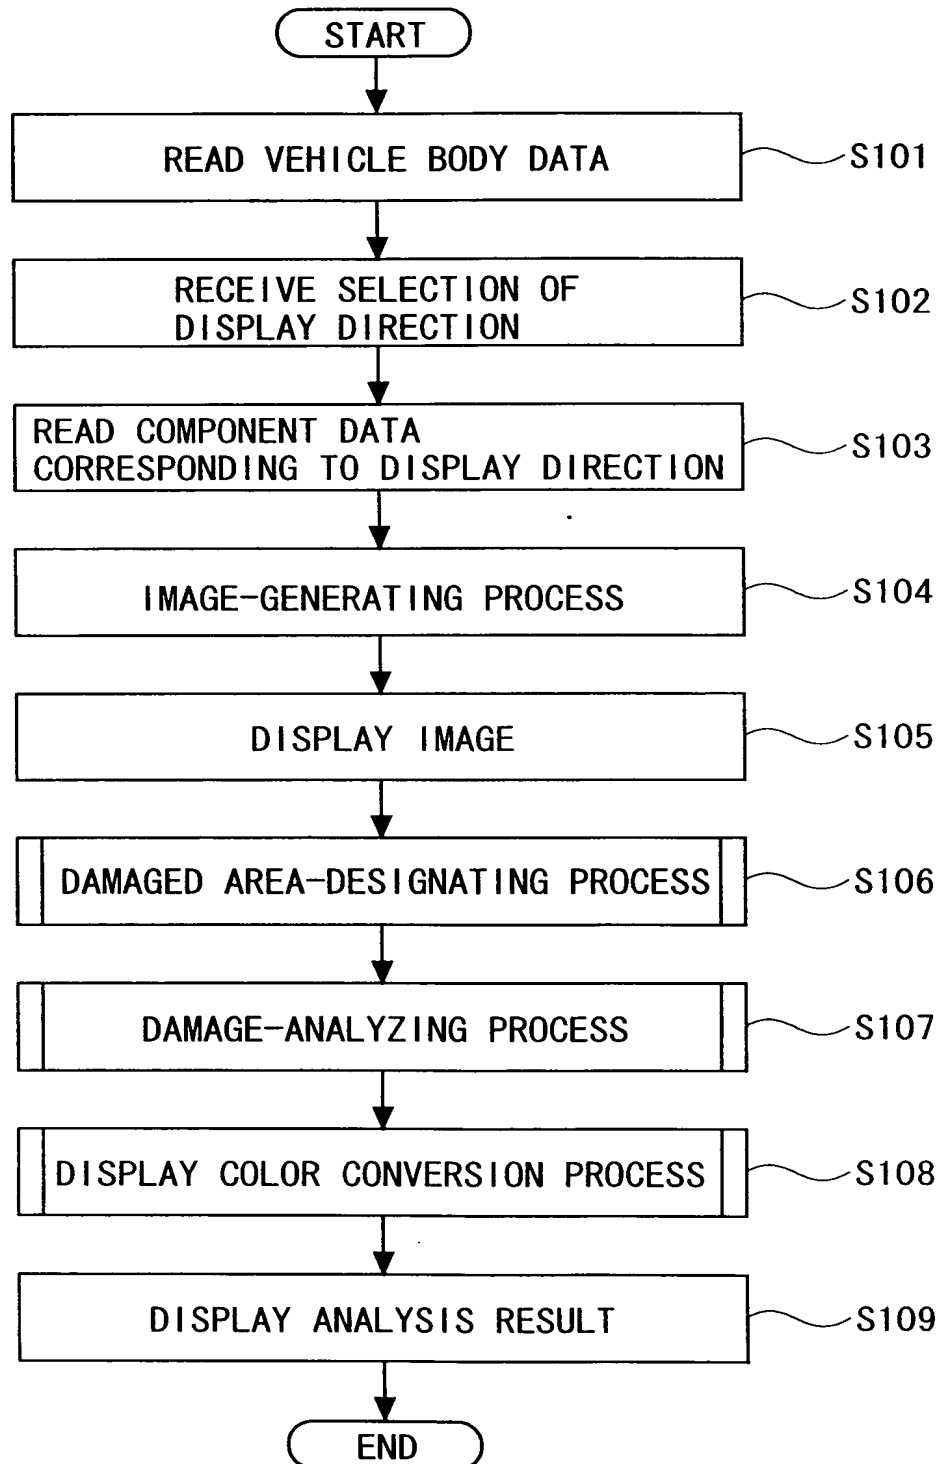 START
READ VEHICLE BODY DATA
S101
RECEIVE SELECTION OF
DISPLAY DIRECTION
S102
READ COMPONENT DATA
CORRESPONDING TO DISPLAY DIRECTION
S103
IMAGE-GENERATING PROCESS
S104
DISPLAY IMAGE
S105
DAMAGED AREA-DESIGNATING PROCESS
S106
DAMAGE-ANALYZING PROCESS
S107
DISPLAY COLOR CONVERSION PROCESS
S108
DISPLAY ANALYSIS RESULT
S109
END